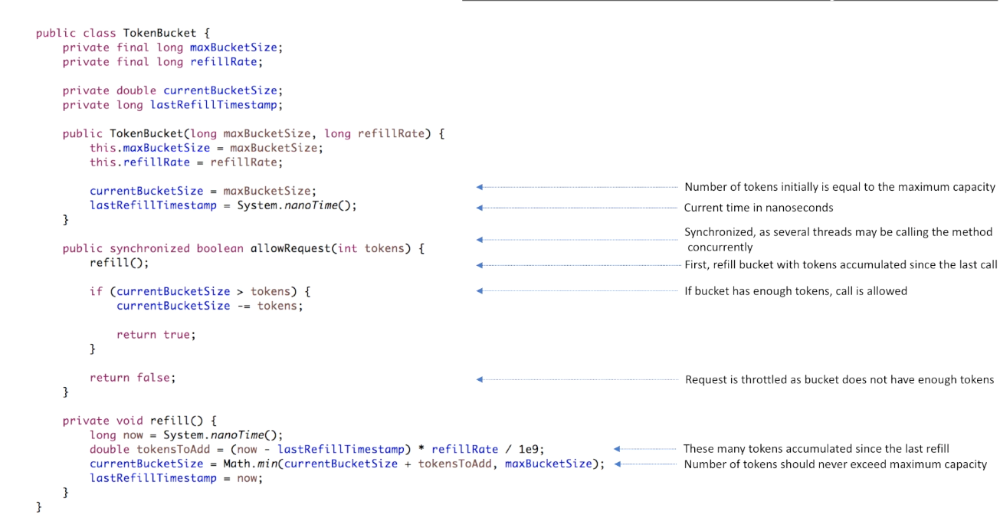 public class TokenBucket {
private final long maxBucketSize;
private final long refillRate;
private double currentBucketSize;
private long lastRefillTimestamp;
public TokenBucket(long maxBucketSize, long refillRate) {
this.maxBucketSize = maxBucketSize;
this.refillRate = refillRate;
currentBucketSize = maxBucketSize;
Number of tokens initially is equal to the maximum capacity
lastRefillTimestamp = System.nanoTime();
Current time in nanoseconds
}
Synchronized, as several threads may be calling the method
concurrently
public synchronized boolean allowRequest(int tokens) {
refill();
First, refill bucket with tokens accumulated since the last call
if (currentBucketSize > tokens) {
If bucket has enough tokens, call is allowed
currentBucketSize -= tokens;
return true;
}
return false;
Request is throttled as bucket does not have enough tokens
}
private void refill() {
long now = System.nanoTime();
double tokensToAdd = (now - lastRefillTimestamp) * refillRate / 1e9;
These many tokens accumulated since the last refill
currentBucketSize = Math.min(currentBucketSize + tokensToAdd, maxBucketSize);
Number of tokens should never exceed maximum capacity
lastRefillTimestamp = now;
}
}